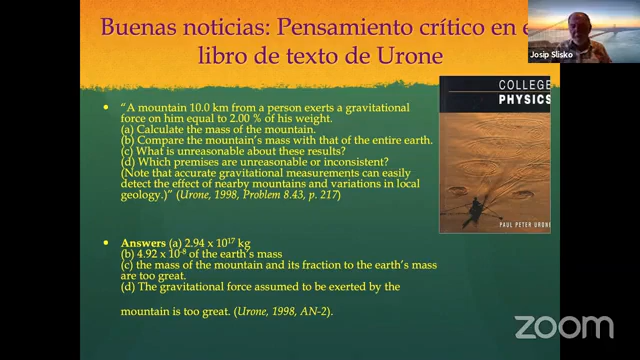 Buenas noticias: Pensamiento crítico en e
libro de texto de Urone
Josip Slisko
• “A mountain 10.0 km from a person exerts a gravitational
force on him equal to 2.00 % of his weight.
(a) Calculate the mass of the mountain.
(b) Compare the mountain's mass with that of the entire earth.
(c) What is unreasonable about these results?
(d) Which premises are unreasonable or inconsistent?
(Note that accurate gravitational measurements can easily
detect the effect of nearby mountains and variations in local
geology.)” (Urone, 1998, Problem 8.43, p. 217)
COLLEGE
PHYSICS
PAUL PETER URONE
• Answers (a) 2.94 x 10¹⁷ kg
(b) 4.92 x 10⁻⁸ of the earth's mass
(c) the mass of the mountain and its fraction to the earth's mass
are too great.
(d) The gravitational force assumed to be exerted by the
mountain is too great. (Urone, 1998, AN-2).
zoom